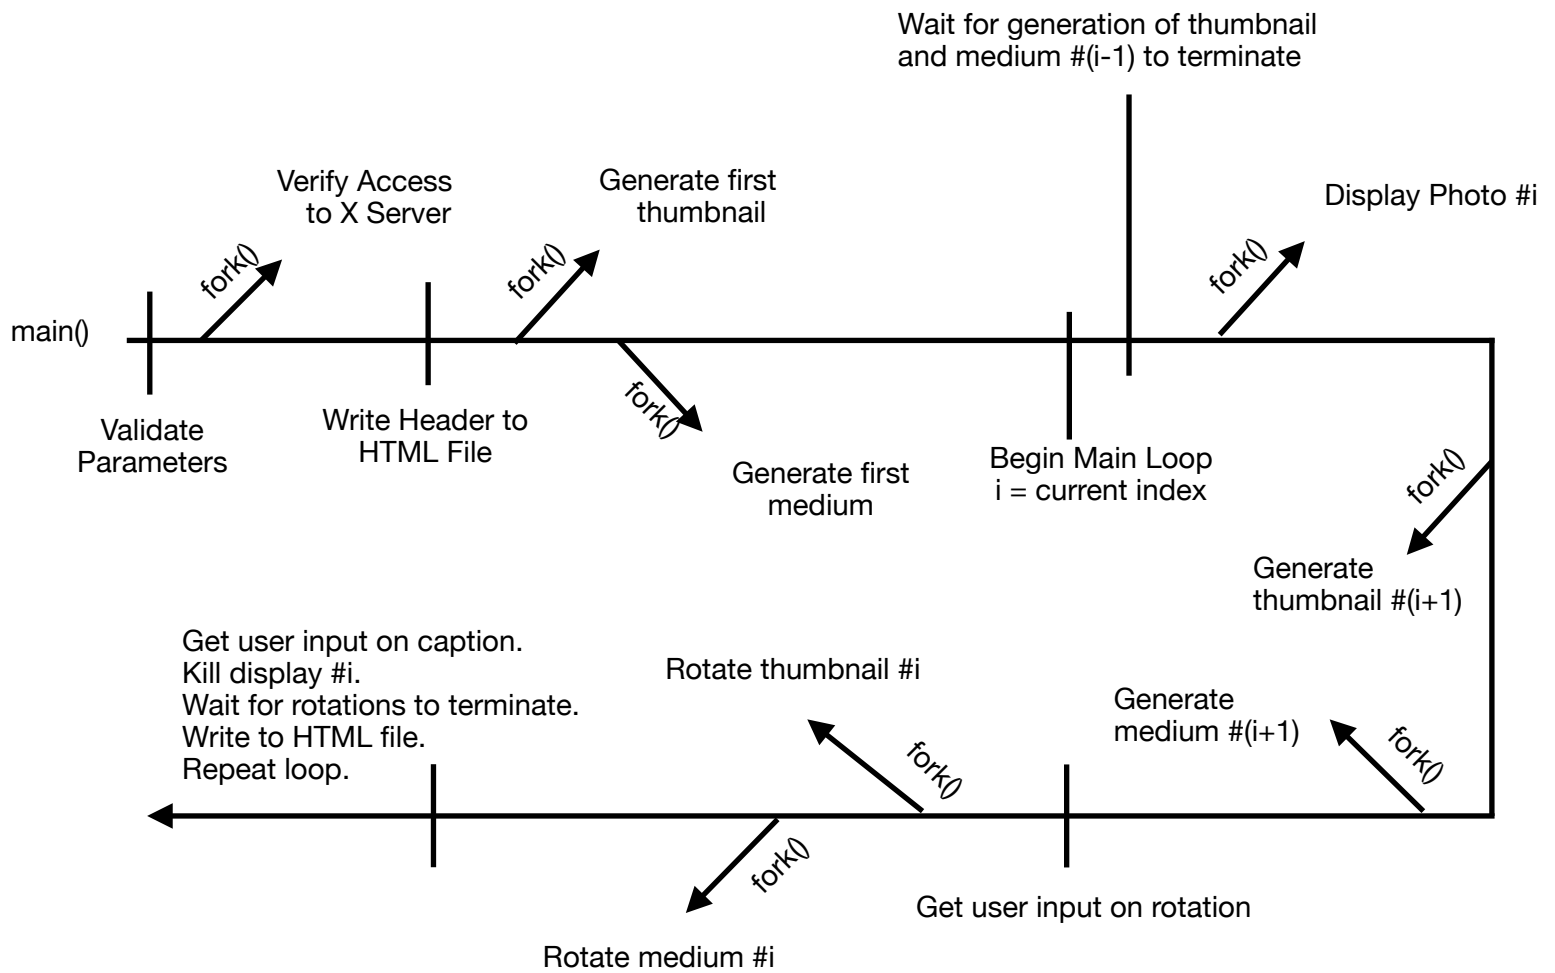 Wait for generation of thumbnail
and medium #(i-1) to terminate
Verify Access
to X Server
Generate first
thumbnail
Display Photo #i
fork()
fork()
fork()
main()
fork()
Validate
Parameters
Write Header to
HTML File
Generate first
medium
Begin Main Loop
i = current index
fork()
Generate
thumbnail #(i+1)
Get user input on caption.
Kill display #i.
Wait for rotations to terminate.
Write to HTML file.
Repeat loop.
Rotate thumbnail #i
Generate
medium #(i+1)
fork()
fork()
fork()
Get user input on rotation
Rotate medium #i